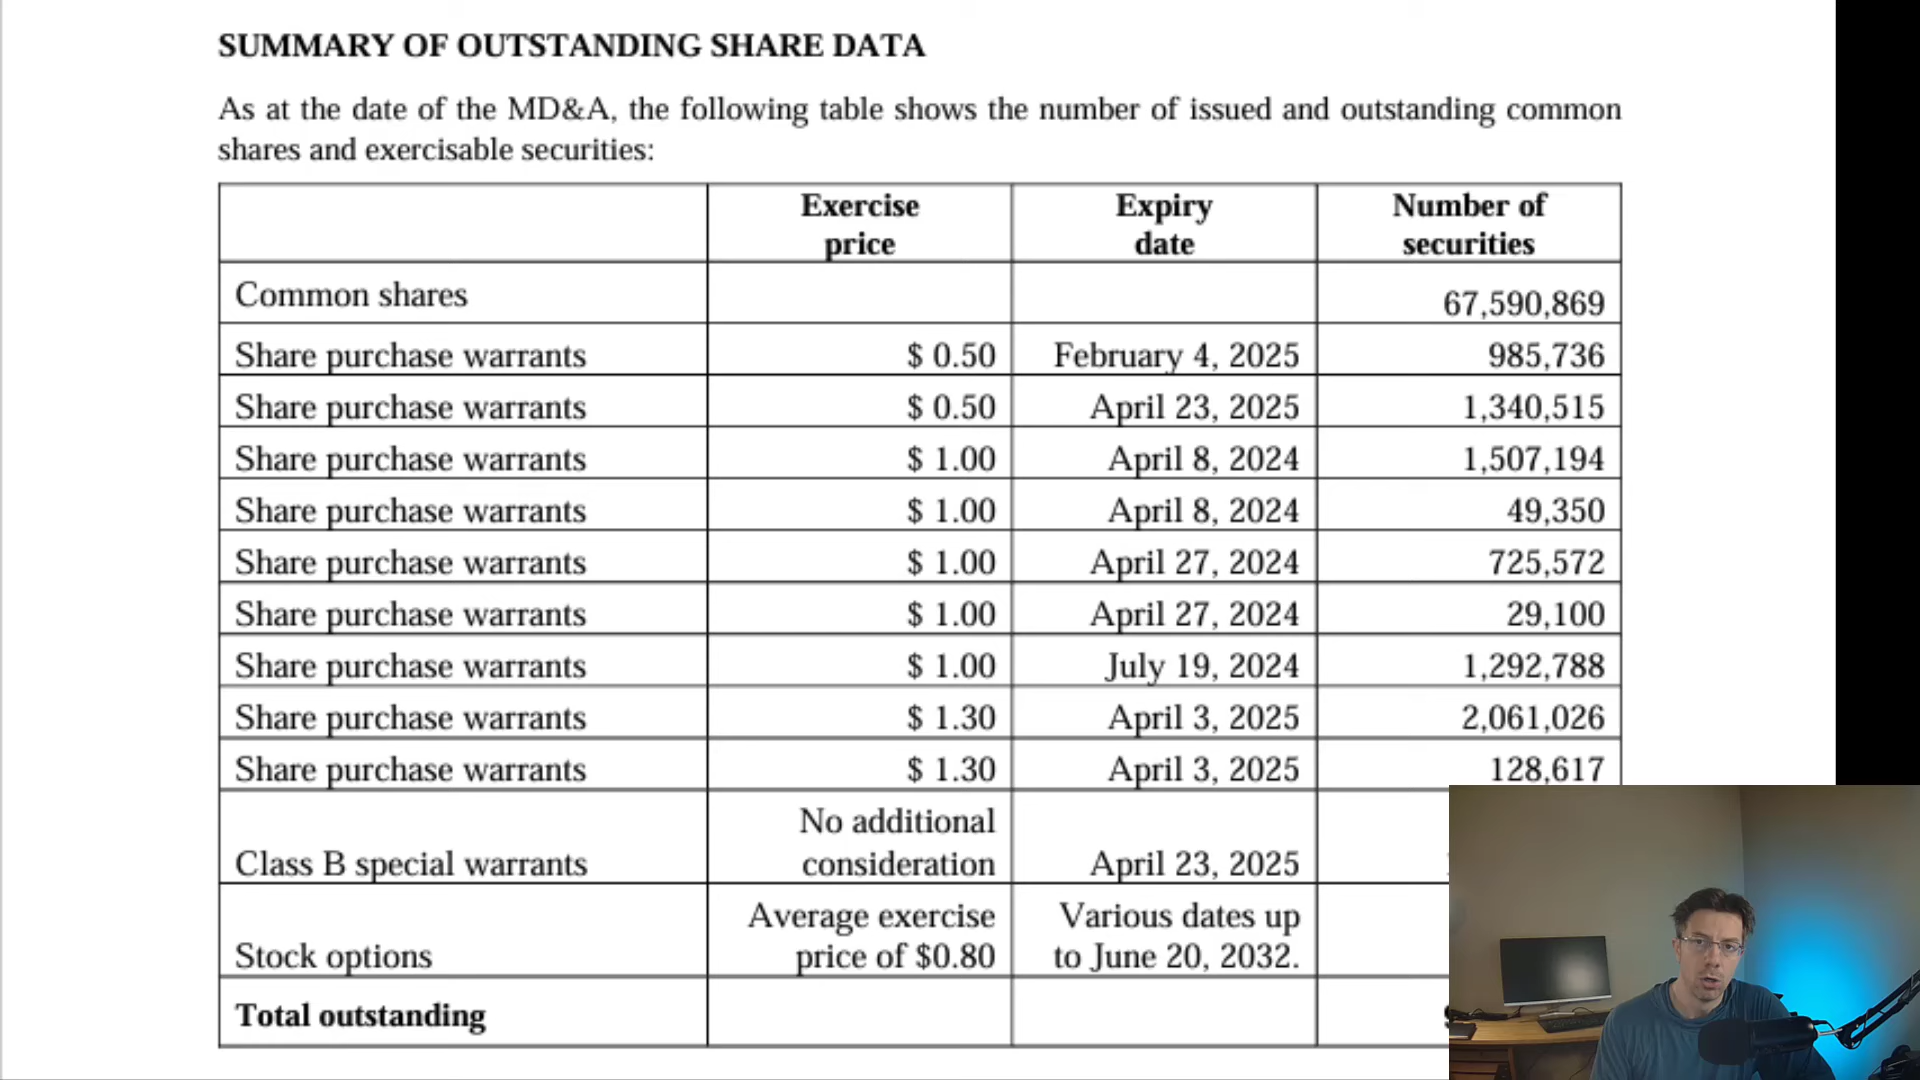 SUMMARY OF OUTSTANDING SHARE DATA
As at the date of the MD&A, the following table shows the number of issued and outstanding common
shares and exercisable securities:
Exercise price Expiry date Number of securities
Common shares 67,590,869
Share purchase warrants $ 0.50 February 4, 2025 985,736
Share purchase warrants $ 0.50 April 23, 2025 1,340,515
Share purchase warrants $ 1.00 April 8, 2024 1,507,194
Share purchase warrants $ 1.00 April 8, 2024 49,350
Share purchase warrants $ 1.00 April 27, 2024 725,572
Share purchase warrants $ 1.00 April 27, 2024 29,100
Share purchase warrants $ 1.00 July 19, 2024 1,292,788
Share purchase warrants $ 1.30 April 3, 2025 2,061,026
Share purchase warrants $ 1.30 April 3, 2025 128,617
Class B special warrants No additional consideration April 23, 2025
Stock options Average exercise price of $0.80 Various dates up to June 20, 2032.
Total outstanding